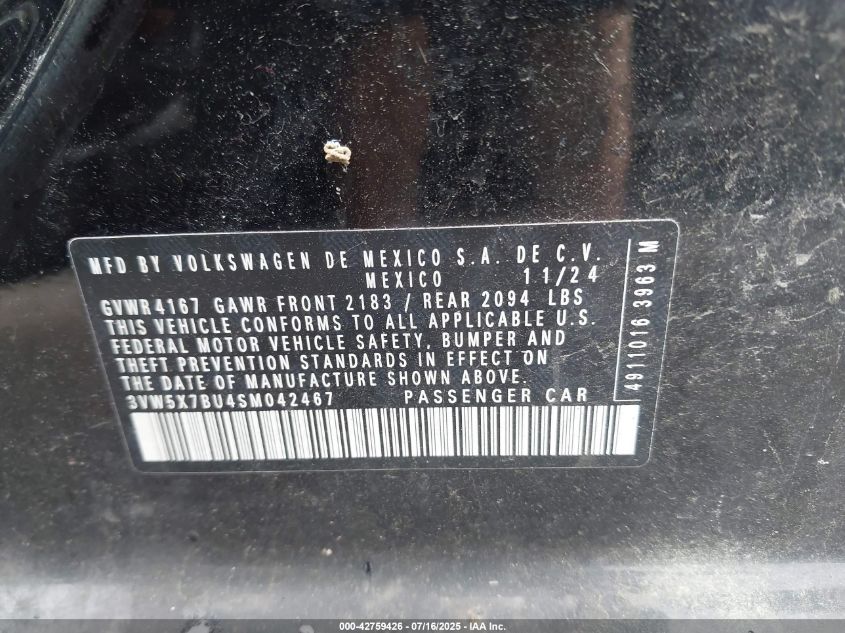 MFD BY VOLKSWAGEN DE MEXICO S.A. DE C.V.
MEXICO 11/24
GVWR4167 GAWR FRONT 2183 / REAR 2094 LBS
THIS VEHICLE CONFORMS TO ALL APPLICABLE U.S.
FEDERAL MOTOR VEHICLE SAFETY, BUMPER AND
THEFT PREVENTION STANDARDS IN EFFECT ON
THE DATE OF MANUFACTURE SHOWN ABOVE.
3VW5X7BU4SM042467 PASSENGER CAR
4911016 3963 M
000-42759426 - 07/16/2025 - IAA Inc.